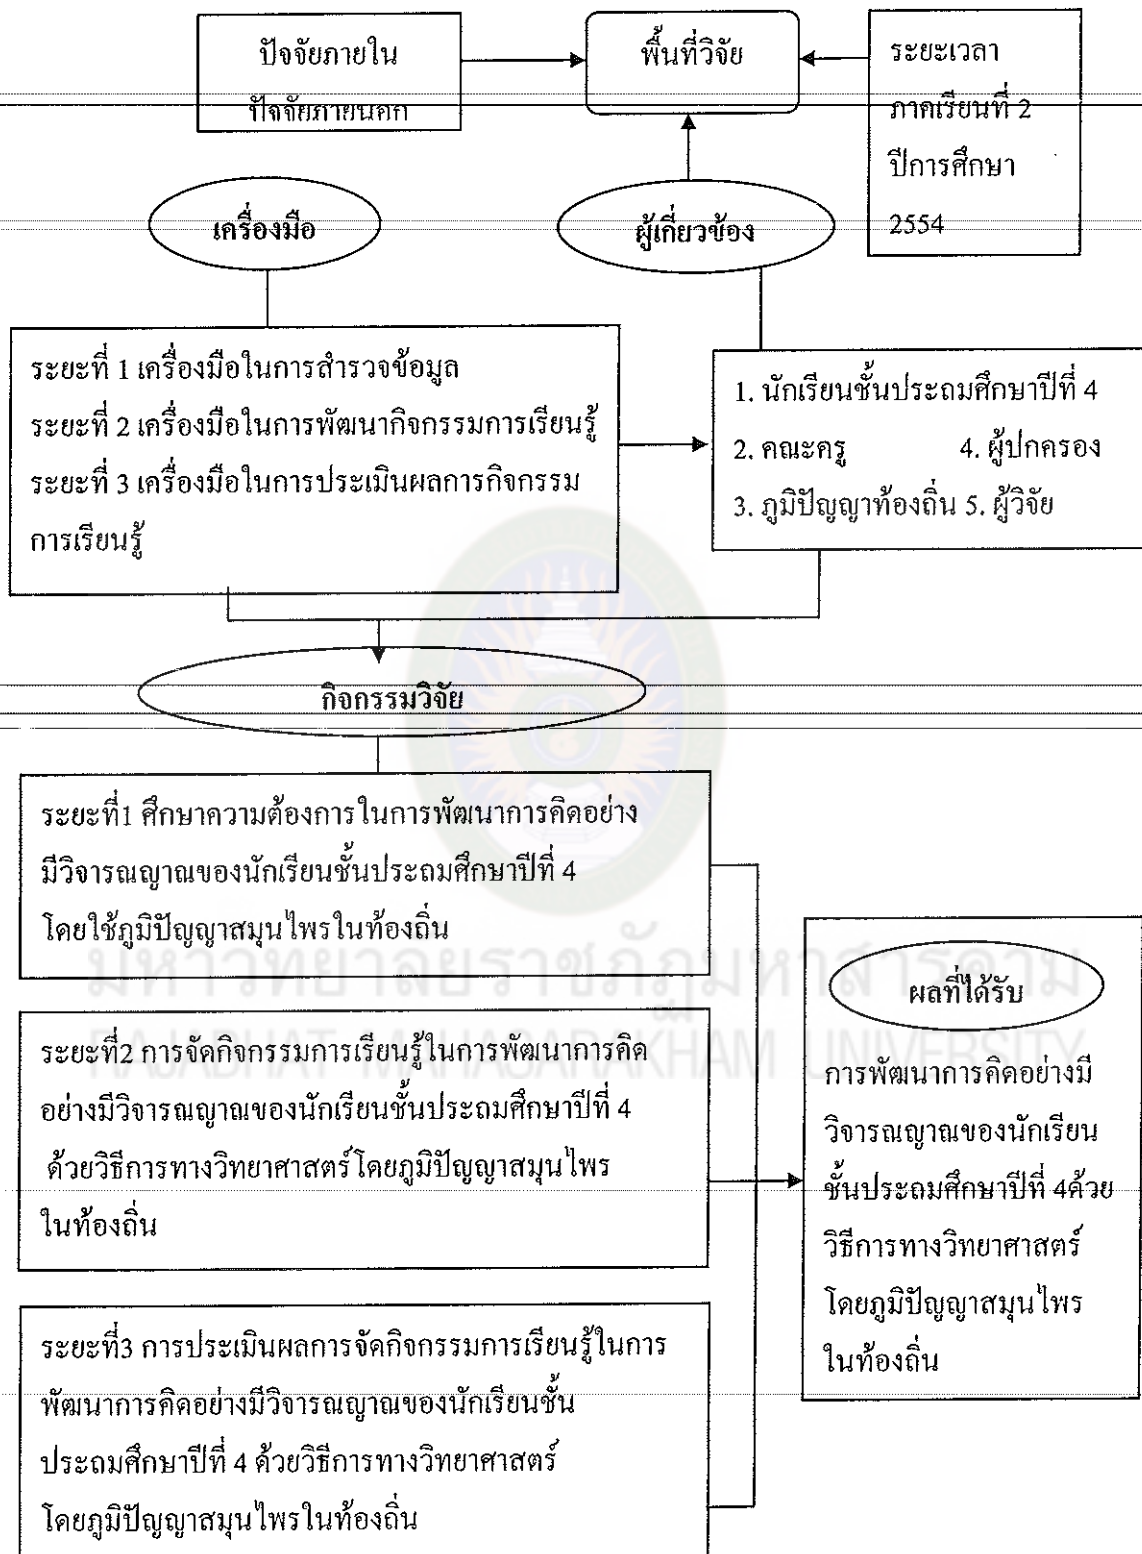 ปัจจัยภายใน
ปัจจัยภายนอก
พื้นที่วิจัย
ระยะเวลา
ภาคเรียนที่ 2
ปีการศึกษา
2554
เครื่องมือ
ผู้เกี่ยวข้อง
ระยะที่ 1 เครื่องมือในการสำรวจข้อมูล
ระยะที่ 2 เครื่องมือในการพัฒนากิจกรรมการเรียนรู้
ระยะที่ 3 เครื่องมือในการประเมินผลการกิจกรรม
การเรียนรู้
1. นักเรียนชั้นประถมศึกษาปีที่ 4
2. คณะครู 4. ผู้ปกครอง
3. ภูมิปัญญาท้องถิ่น 5. ผู้วิจัย
กิจกรรมวิจัย
ระยะที่1 ศึกษาความต้องการในการพัฒนาการคิดอย่าง
มีวิจารณญาณของนักเรียนชั้นประถมศึกษาปีที่ 4
โดยใช้ภูมิปัญญาสมุนไพรในท้องถิ่น
ระยะที่2 การจัดกิจกรรมการเรียนรู้ในการพัฒนาการคิด
อย่างมีวิจารณญาณของนักเรียนชั้นประถมศึกษาปีที่ 4
ด้วยวิธีการทางวิทยาศาสตร์โดยภูมิปัญญาสมุนไพร
ในท้องถิ่น
ระยะที่3 การประเมินผลการจัดกิจกรรมการเรียนรู้ในการ
พัฒนาการคิดอย่างมีวิจารณญาณของนักเรียนชั้น
ประถมศึกษาปีที่ 4 ด้วยวิธีการทางวิทยาศาสตร์
โดยภูมิปัญญาสมุนไพรในท้องถิ่น
ผลที่ได้รับ
การพัฒนาการคิดอย่างมี
วิจารณญาณของนักเรียน
ชั้นประถมศึกษาปีที่ 4ด้วย
วิธีการทางวิทยาศาสตร์
โดยภูมิปัญญาสมุนไพร
ในท้องถิ่น
มหาวิทยาลัยราชภัฏมหาสารคาม
RAJABHAT MAHASARAKHAM UNIVERSITY